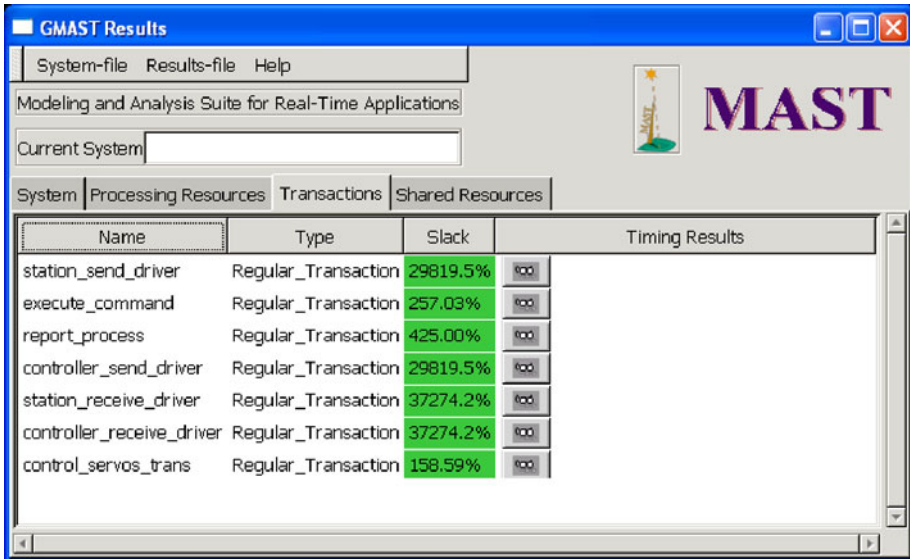 GMAST Results
System-file Results-file Help
Modeling and Analysis Suite for Real-Time Applications
MAST
MAST
Current System
System Processing Resources Transactions Shared Resources
Name Type Slack Timing Results
station_send_driver Regular_Transaction 29819.5%
execute_command Regular_Transaction 257.03%
report_process Regular_Transaction 425.00%
controller_send_driver Regular_Transaction 29819.5%
station_receive_driver Regular_Transaction 37274.2%
controller_receive_driver Regular_Transaction 37274.2%
control_servos_trans Regular_Transaction 158.59%